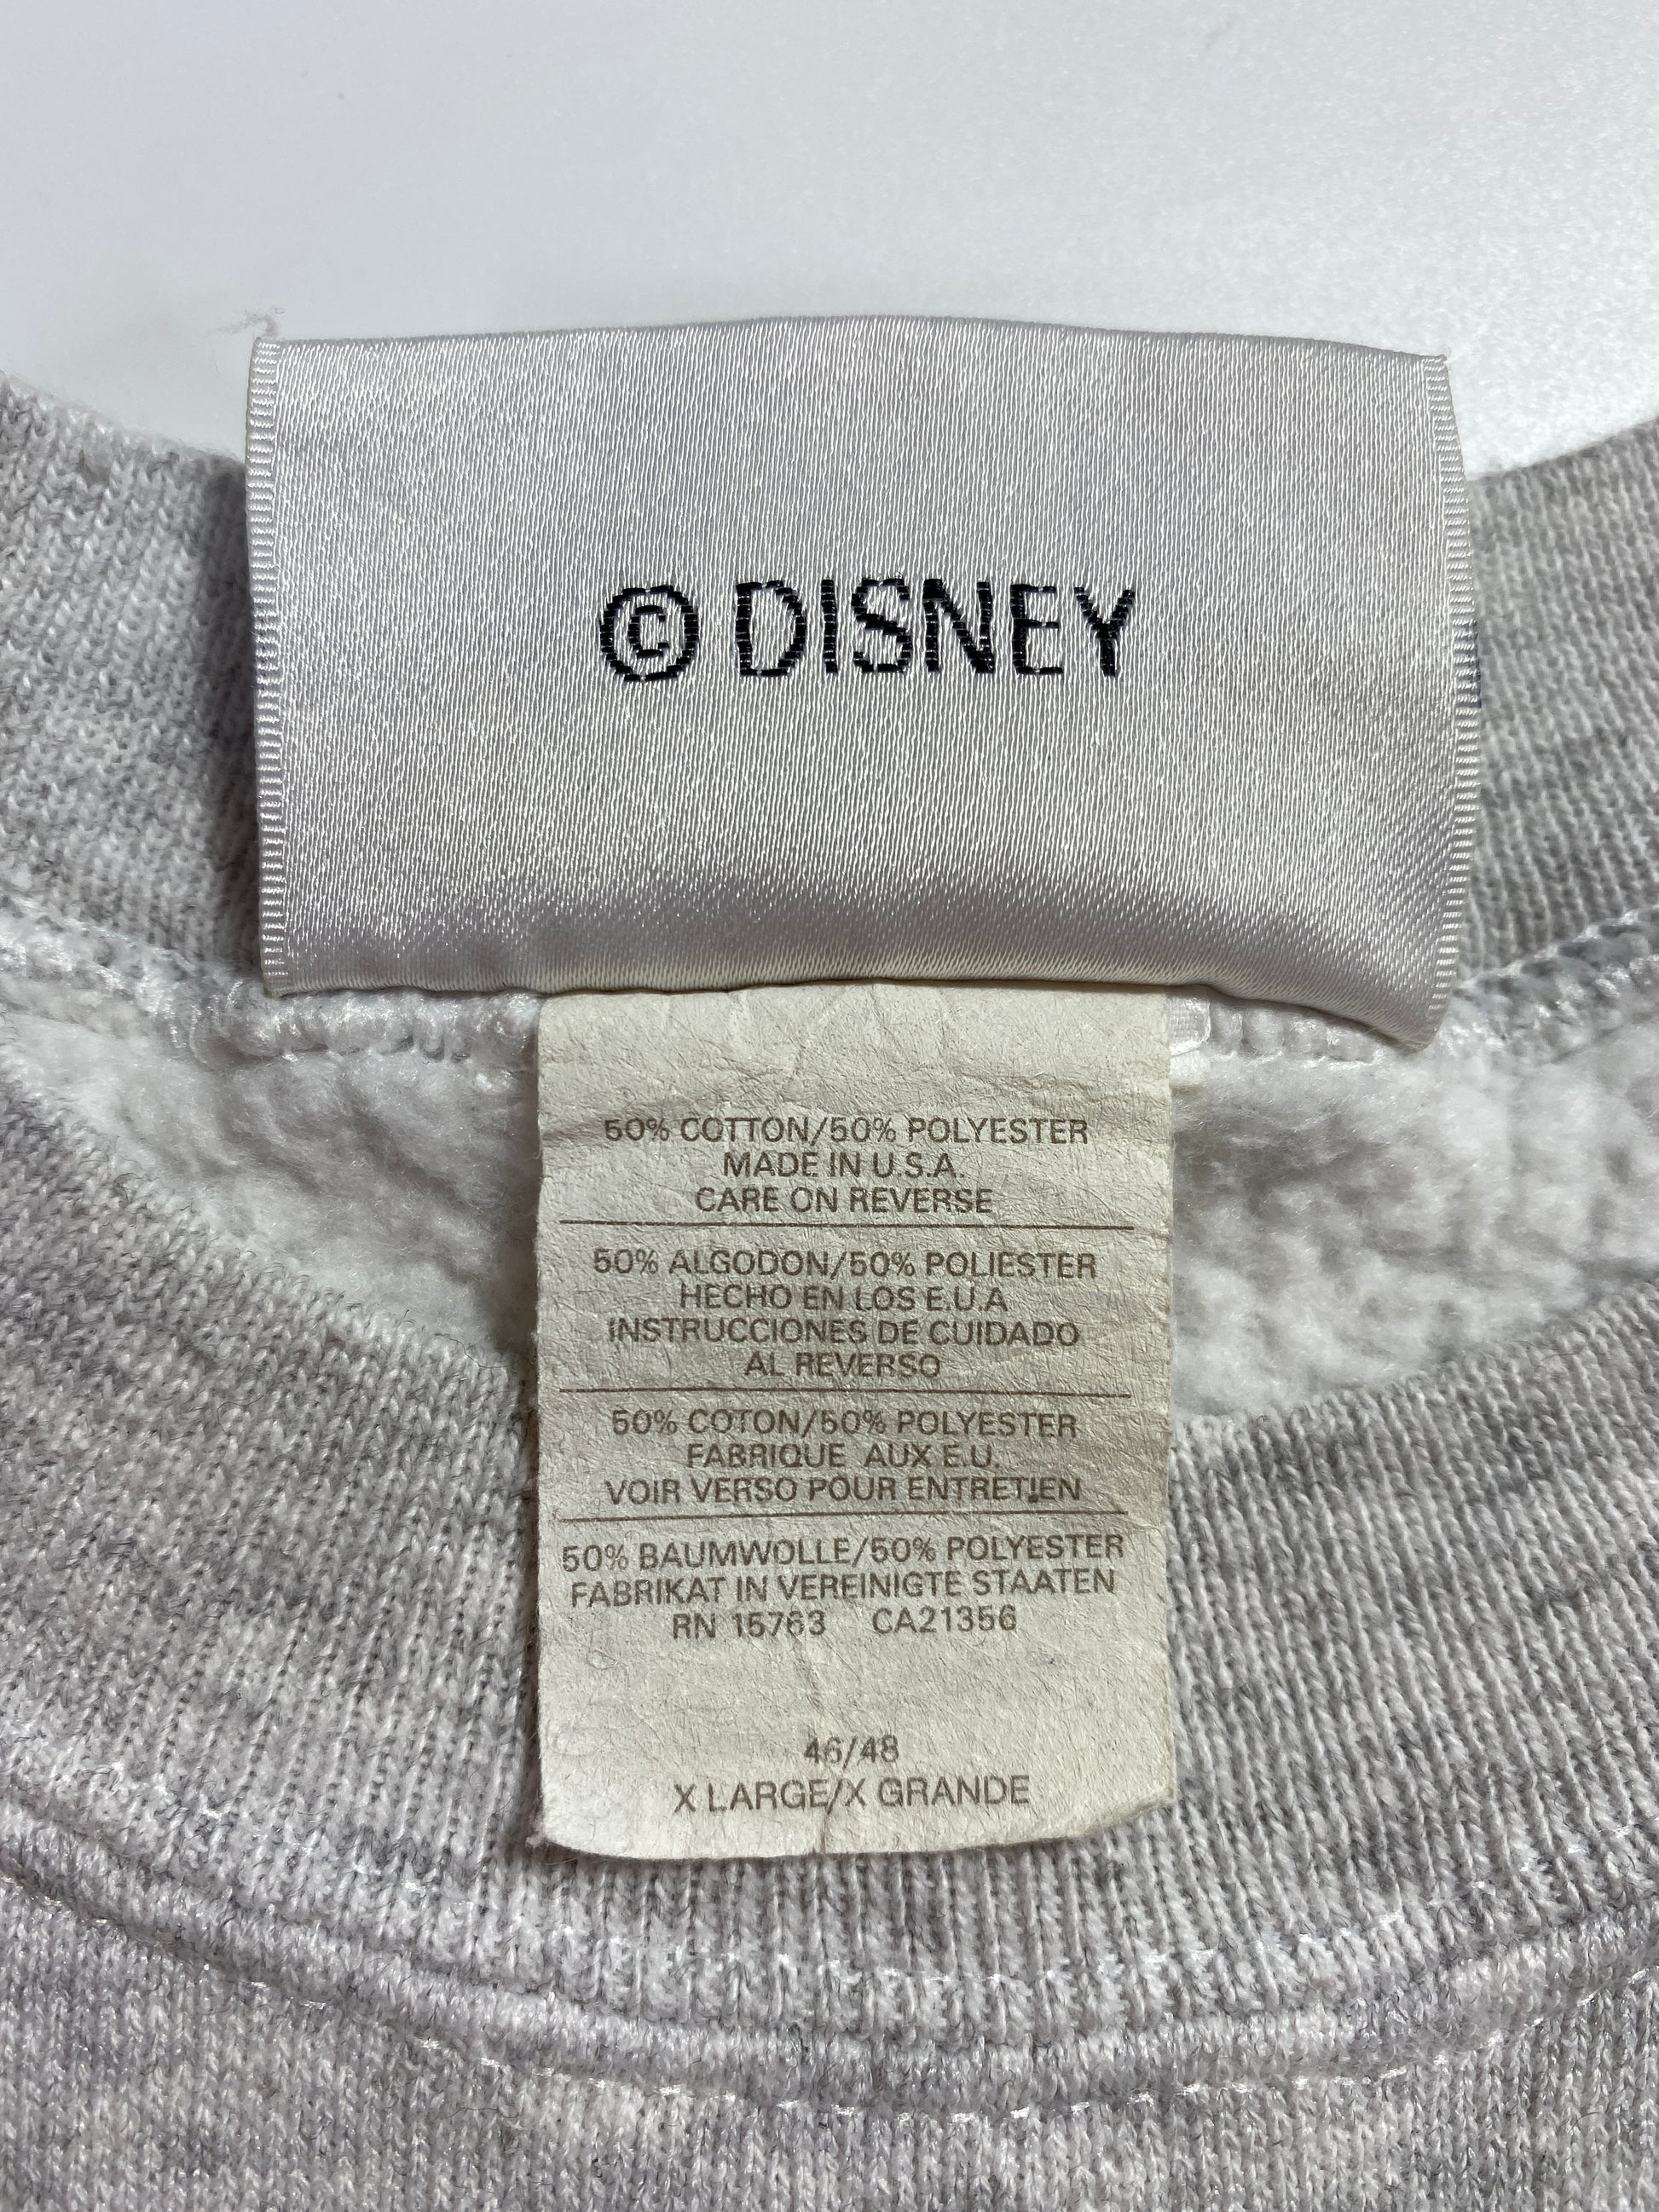 © DISNEY
50% COTTON/50% POLYESTER
MADE IN U.S.A.
CARE ON REVERSE
50% ALGODON/50% POLIESTER
HECHO EN LOS E.U.A
INSTRUCCIONES DE CUIDADO
AL REVERSO
50% COTON/50% POLYESTER
FABRIQUE AUX E.U.
VOIR VERSO POUR ENTRETIEN
50% BAUMWOLLE/50% POLYESTER
FABRIKAT IN VEREINIGTE STAATEN
RN 15763 CA21356
46/48
X LARGE/X GRANDE